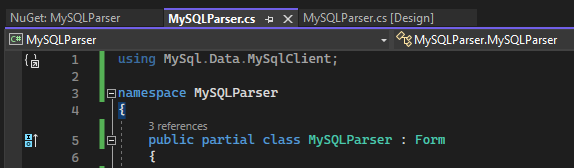 NuGet: MySQLParser MySQLParser.cs MySQLParser.cs [Design]
C# MySQLParser MySQLParser.MySQLParser
1 using MySql.Data.MySqlClient;
2
3 namespace MySQLParser
4 {
3 references
5 public partial class MySQLParser : Form
6 {